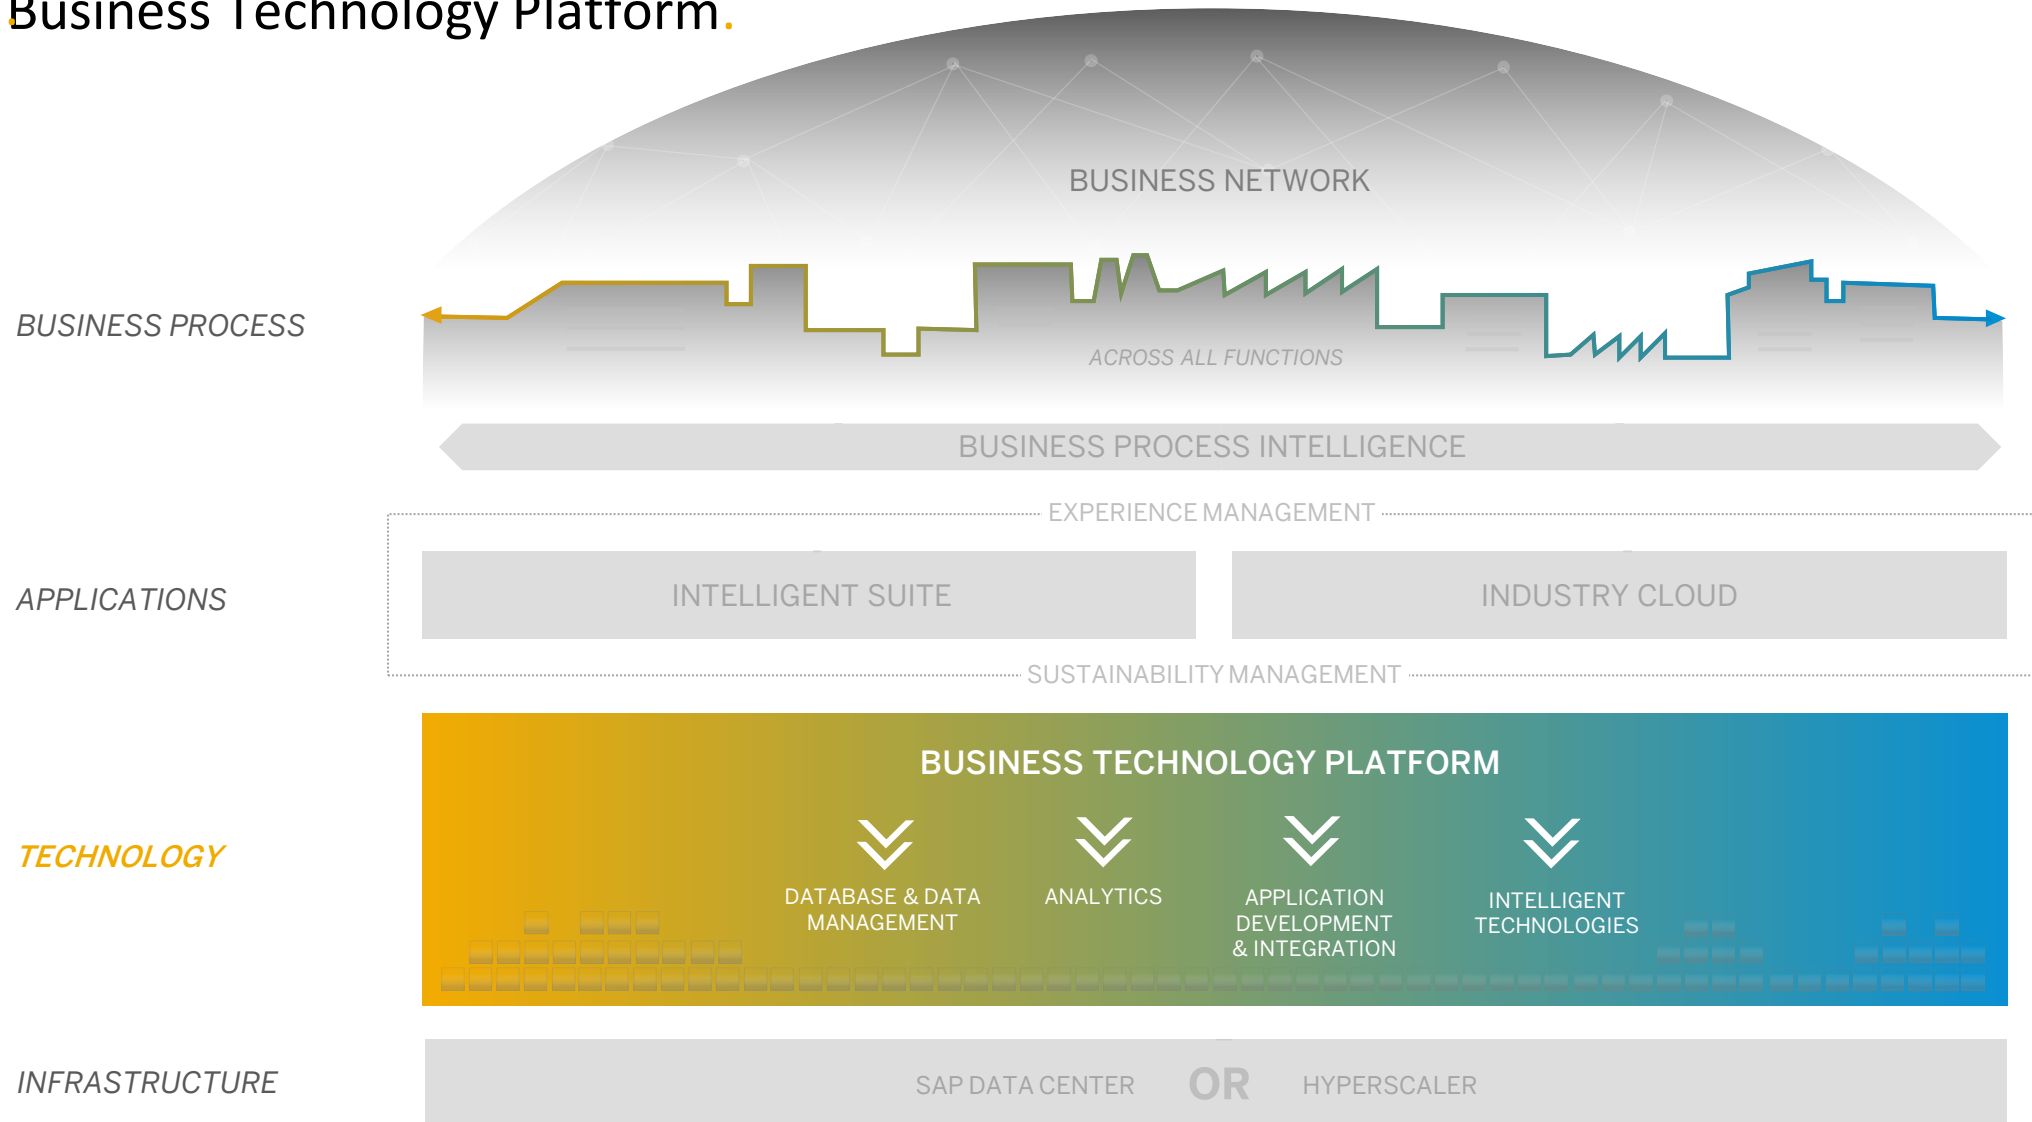 Business Technology Platform.
BUSINESS NETWORK
BUSINESS PROCESS
ACROSS ALL FUNCTIONS
BUSINESS PROCESS INTELLIGENCE
EXPERIENCE MANAGEMENT
APPLICATIONS
INTELLIGENT SUITE
INDUSTRY CLOUD
SUSTAINABILITY MANAGEMENT
BUSINESS TECHNOLOGY PLATFORM
TECHNOLOGY
DATABASE & DATA
MANAGEMENT
ANALYTICS
APPLICATION
DEVELOPMENT
& INTEGRATION
INTELLIGENT
TECHNOLOGIES
INFRASTRUCTURE
SAP DATA CENTER OR HYPERSCALER